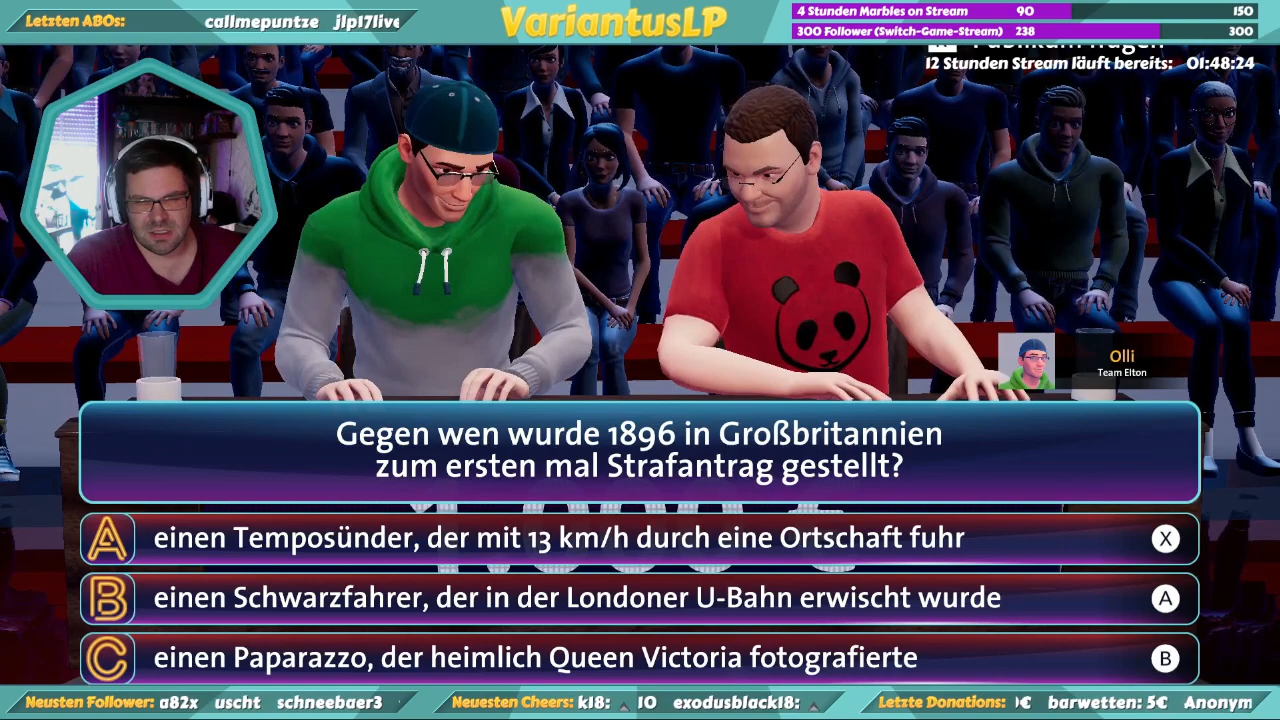 Letzten ABOs: callmepuntze jlp17live
VariantusLP
4 Stunden Marbles on Stream 90 150
300 Follower (Switch-Game-Stream) 238 300
12 Stunden Stream läuft bereits: 01:48:24
Olli
Team Elton
Gegen wen wurde 1896 in Großbritannien
zum ersten mal Strafantrag gestellt?
A einen Temposünder, der mit 13 km/h durch eine Ortschaft fuhr X
B einen Schwarzfahrer, der in der Londoner U-Bahn erwischt wurde A
C einen Paparazzo, der heimlich Queen Victoria fotografierte B
Neusten Follower: a82x uscht schneebaer3
Neuesten Cheers: k18: 10 exodusblack18:
Letzte Donations: € barwetten: 5€ Anonym